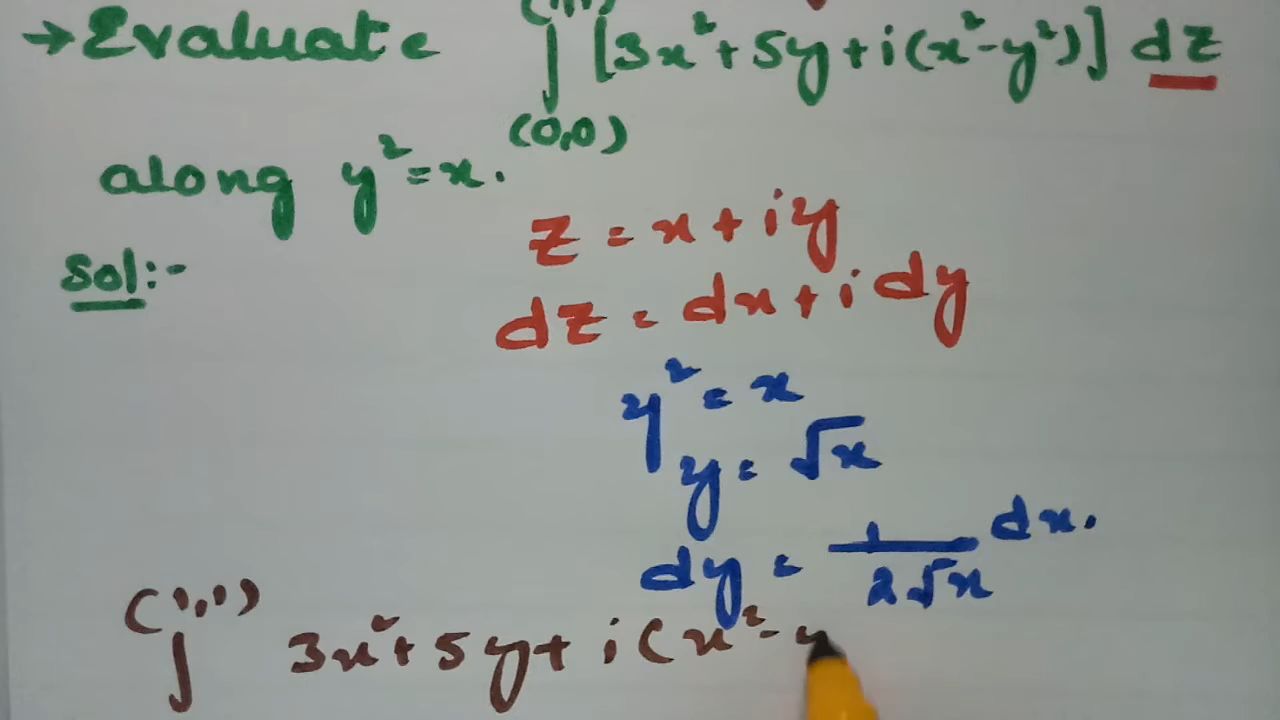 (1,1)
→ Evaluate ∫ [3x²+5y+i(x²-y²)] dz
(0,0)
along y²=x.
Sol:-
z = x + iy
dz = dx + i dy
y² = x
y = √x
dy = 1/2√x dx.
(1,1)
∫ 3x²+5y+ i(x²-y